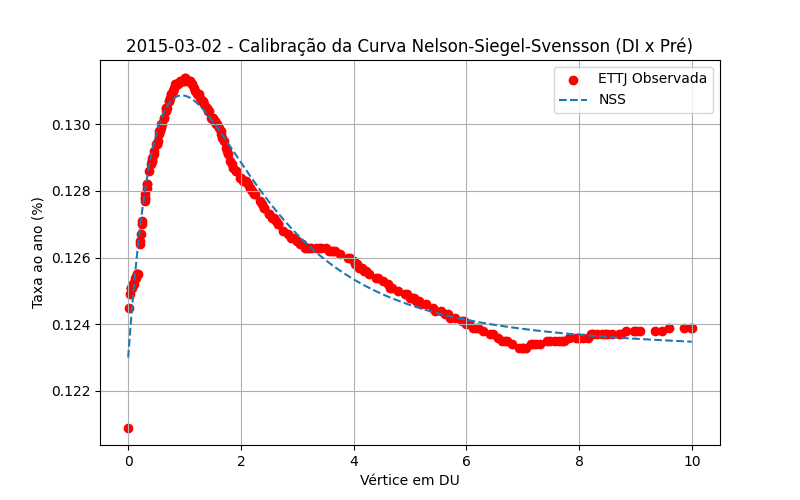 2015-03-02 - Calibração da Curva Nelson-Siegel-Svensson (DI x Pré)
ETTJ Observada
NSS
Taxa ao ano (%)
0.130
0.128
0.126
0.124
0.122
0
2
4
6
8
10
Vértice em DU